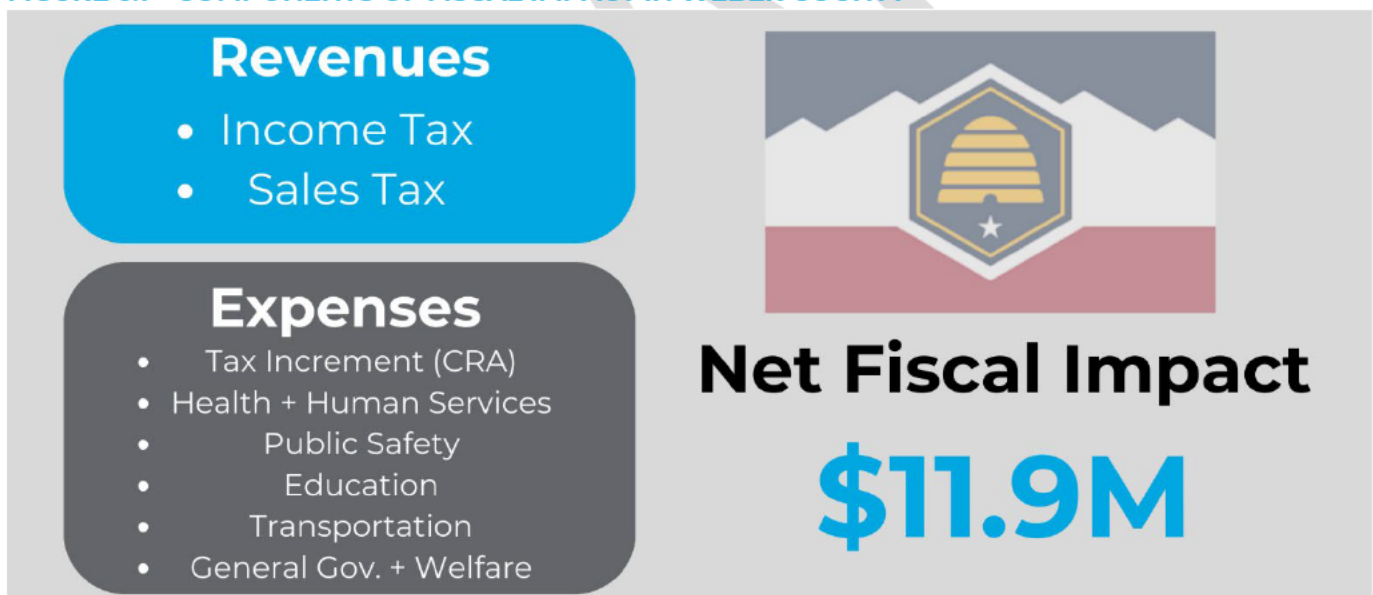 Revenues
• Income Tax
• Sales Tax
Expenses
• Tax Increment (CRA)
• Health + Human Services
• Public Safety
• Education
• Transportation
• General Gov. + Welfare
Net Fiscal Impact
$11.9M